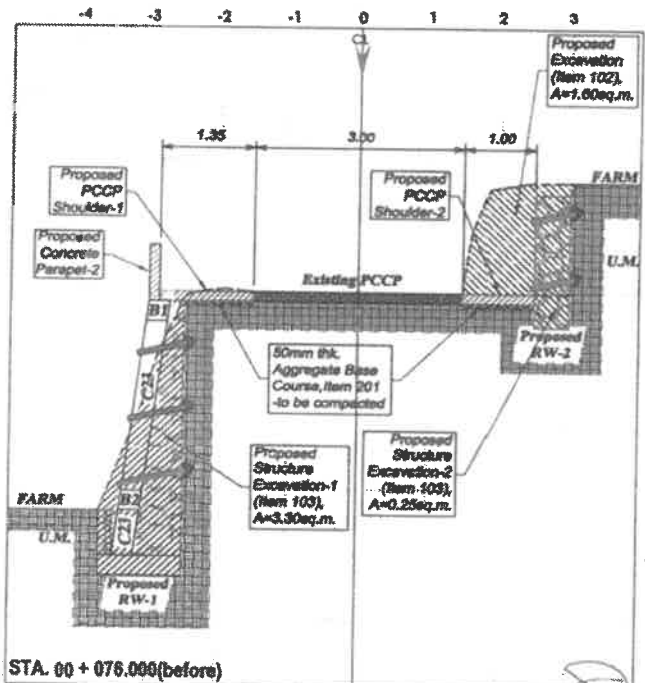 -4 -3 -2 -1 0 1 2 3
Proposed
Excavation
(Item 102),
A=1.60sq.m.
1.35
3.00
1.00
Proposed
PCCP
Shoulder-1
Proposed
PCCP
Shoulder-2
FARM
U.M.
Proposed
Concrete
Parapet-2
Existing PCCP
B1
C24
50mm thk.
Aggregate Base
Course, Item 201
-to be compacted
Proposed
RW-2
Proposed
Structure
Excavation-1
(Item 103),
A=3.30sq.m.
Proposed
Structure
Excavation-2
(Item 103),
A=0.25sq.m.
FARM
U.M.
B2
C23
Proposed
RW-1
STA. 00 + 076.000(before)